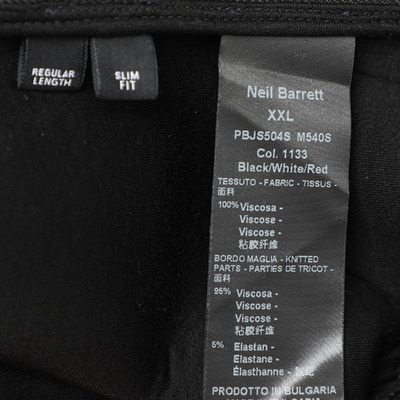 REGULAR
LENGTH
SLIM
FIT
Neil Barrett
XXL
PBJS504S M540S
Col. 1133
Black/White/Red
TESSUTO - FABRIC - TISSUS -
面料
100% Viscosa -
Viscose -
Viscose -
粘胶纤维
BORDO MAGLIA - KNITTED
PARTS - PARTIES DE TRICOT -
面料
95% Viscosa -
Viscose -
Viscose -
粘胶纤维
5% Elastan -
Elastane -
Élasthanne -
PRODOTTO IN BULGARIA